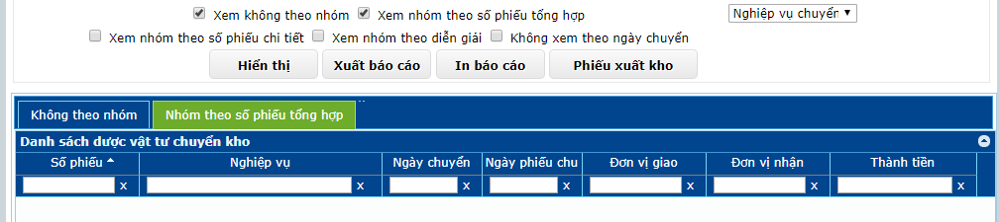 Xem không theo nhóm Xem nhóm theo số phiếu tổng hợp Nghiệp vụ chuyển
Xem nhóm theo số phiếu chi tiết Xem nhóm theo diễn giải Không xem theo ngày chuyển
Hiển thị Xuất báo cáo In báo cáo Phiếu xuất kho
Không theo nhóm Nhóm theo số phiếu tổng hợp
Danh sách dược vật tư chuyển kho
Số phiếu Nghiệp vụ Ngày chuyển Ngày phiếu chu Đơn vị giao Đơn vị nhận Thành tiền
x x x x x x x